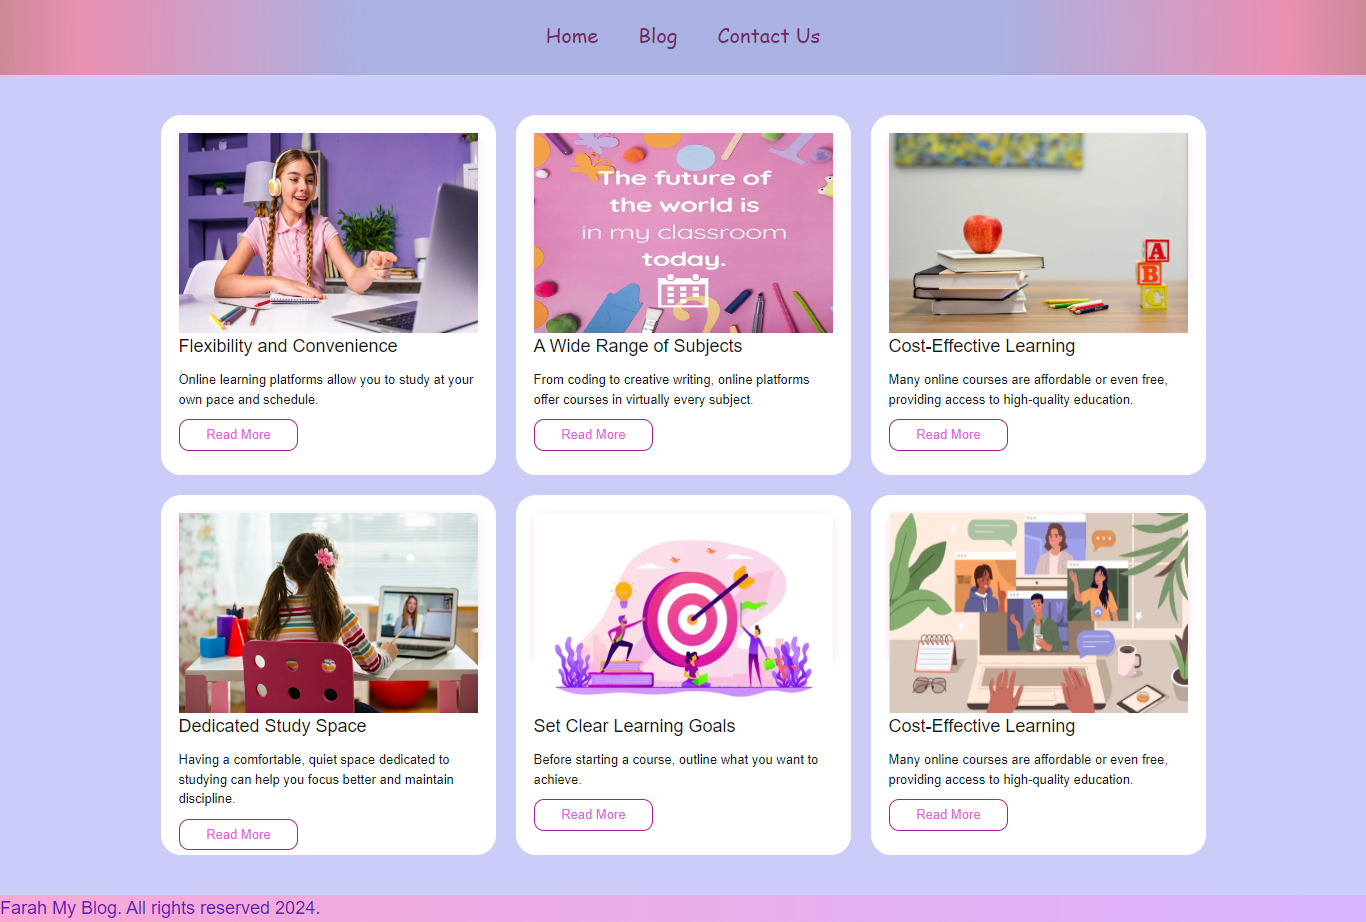 Home Blog Contact Us
The future of
the world is
in my classroom
today.
A
B
C
Flexibility and Convenience
Online learning platforms allow you to study at your
own pace and schedule.
Read More
A Wide Range of Subjects
From coding to creative writing, online platforms
offer courses in virtually every subject.
Read More
Cost-Effective Learning
Many online courses are affordable or even free,
providing access to high-quality education.
Read More
Dedicated Study Space
Having a comfortable, quiet space dedicated to
studying can help you focus better and maintain
discipline.
Read More
Set Clear Learning Goals
Before starting a course, outline what you want to
achieve.
Read More
Cost-Effective Learning
Many online courses are affordable or even free,
providing access to high-quality education.
Read More
Farah My Blog. All rights reserved 2024.